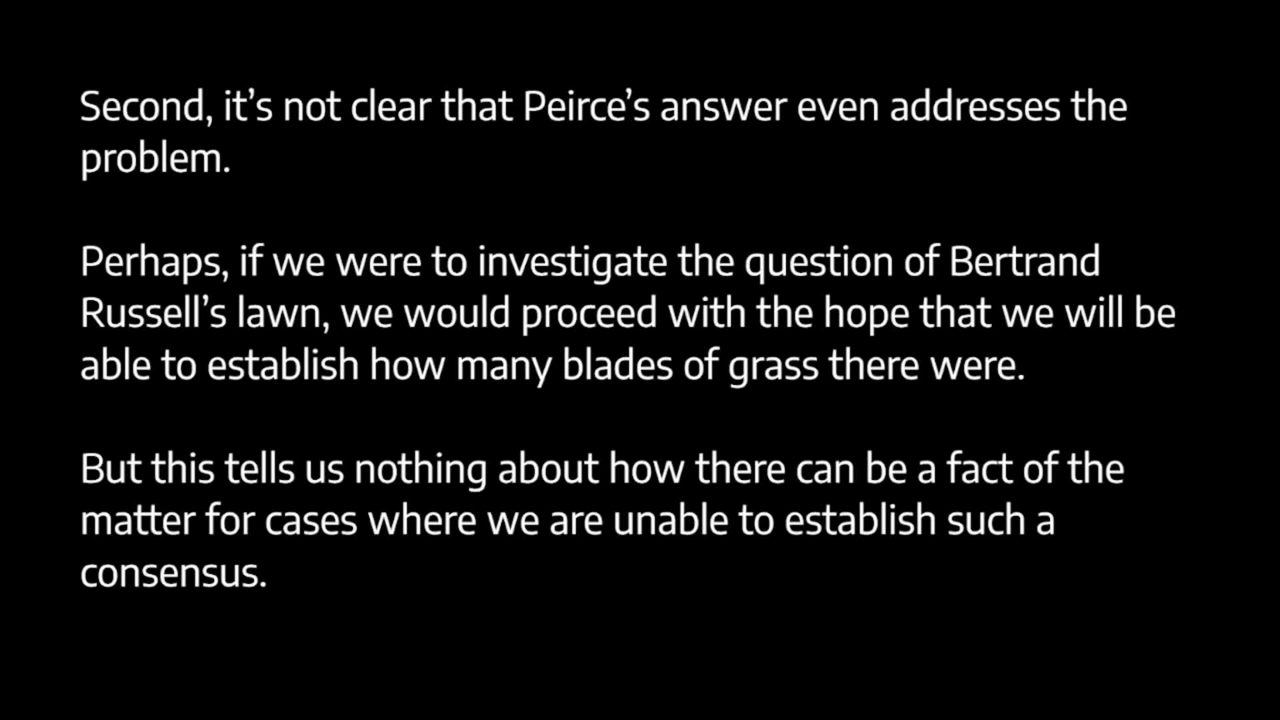 Second, it’s not clear that Peirce’s answer even addresses the
problem.
Perhaps, if we were to investigate the question of Bertrand
Russell’s lawn, we would proceed with the hope that we will be
able to establish how many blades of grass there were.
But this tells us nothing about how there can be a fact of the
matter for cases where we are unable to establish such a
consensus.